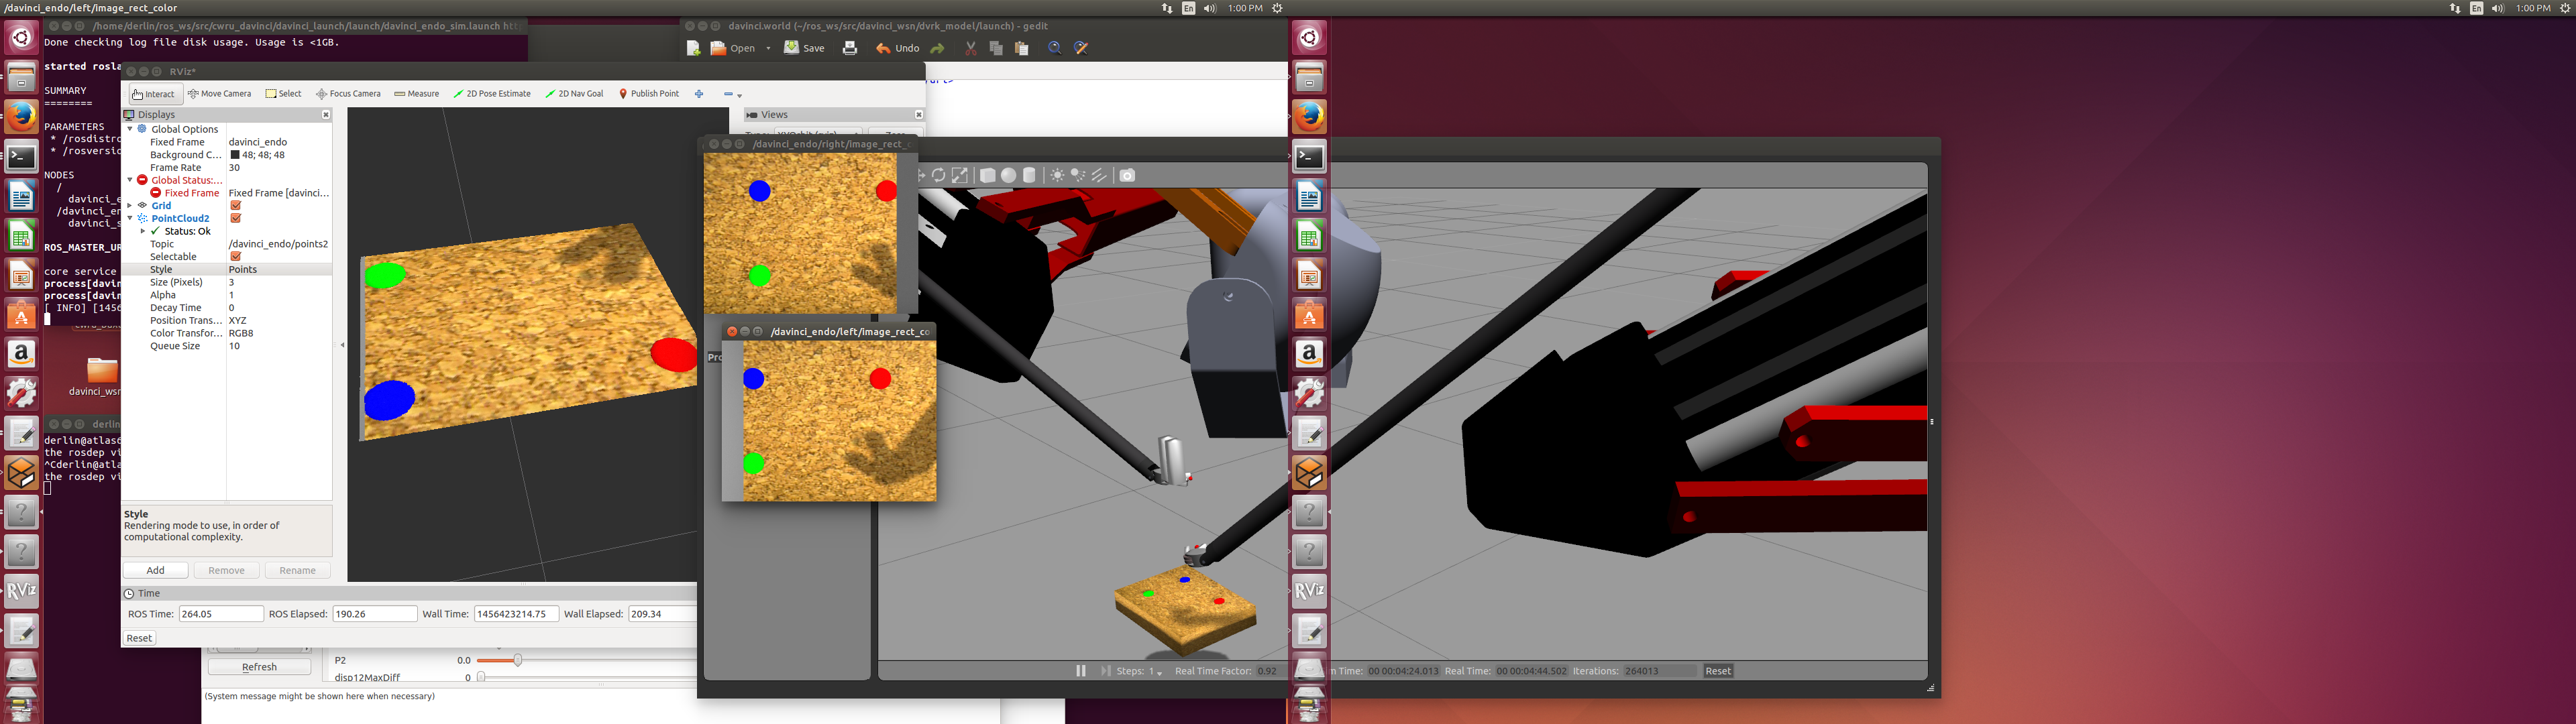 /davinci_endo/left/image_rect_color
En
1:00 PM
En
1:00 PM
/home/derlin/ros_ws/src/cwru_davinci/davinci_launch/launch/davinci_endo_sim.launch
Done checking log file disk usage. Usage is <1GB.
started rosla
SUMMARY
========
PARAMETERS
* /rosdistro
* /rosversio
NODES
/
davinci_e
/davinci_en
davinci_s
ROS_MASTER_UR
core service
process[davin
process[davin
[ INFO] [1456
davinci_wsn
derlin
derlin@atlas6
the rosdep vi
^Cderlin@atla
the rosdep vi
davinci.world (~/ros_ws/src/davinci_wsn/dvrk_model/launch) - gedit
Open
Save
Undo
RViz*
Interact
Move Camera
Select
Focus Camera
Measure
2D Pose Estimate
2D Nav Goal
Publish Point
Displays
Global Options
Fixed Frame davinci_endo
Background C... 48; 48; 48
Frame Rate 30
Global Status:...
Fixed Frame Fixed Frame [davinci...
Grid
PointCloud2
Status: Ok
Topic /davinci_endo/points2
Selectable
Style Points
Size (Pixels) 3
Alpha 1
Decay Time 0
Position Trans... XYZ
Color Transfor... RGB8
Queue Size 10
Style
Rendering mode to use, in order of
computational complexity.
Add
Remove
Rename
Views
Time
ROS Time: 264.05
ROS Elapsed: 190.26
Wall Time: 1456423214.75
Wall Elapsed: 209.34
Reset
/davinci_endo/right/image_rect_c
/davinci_endo/left/image_rect_co
Pro
Refresh
P2 0.0
disp12MaxDiff 0
(System message might be shown here when necessary)
Steps: 1
Real Time Factor: 0.92
m Time: 00 00:04:24.013
Real Time: 00 00:04:44.502
Iterations: 264013
Reset
RViz
RViz